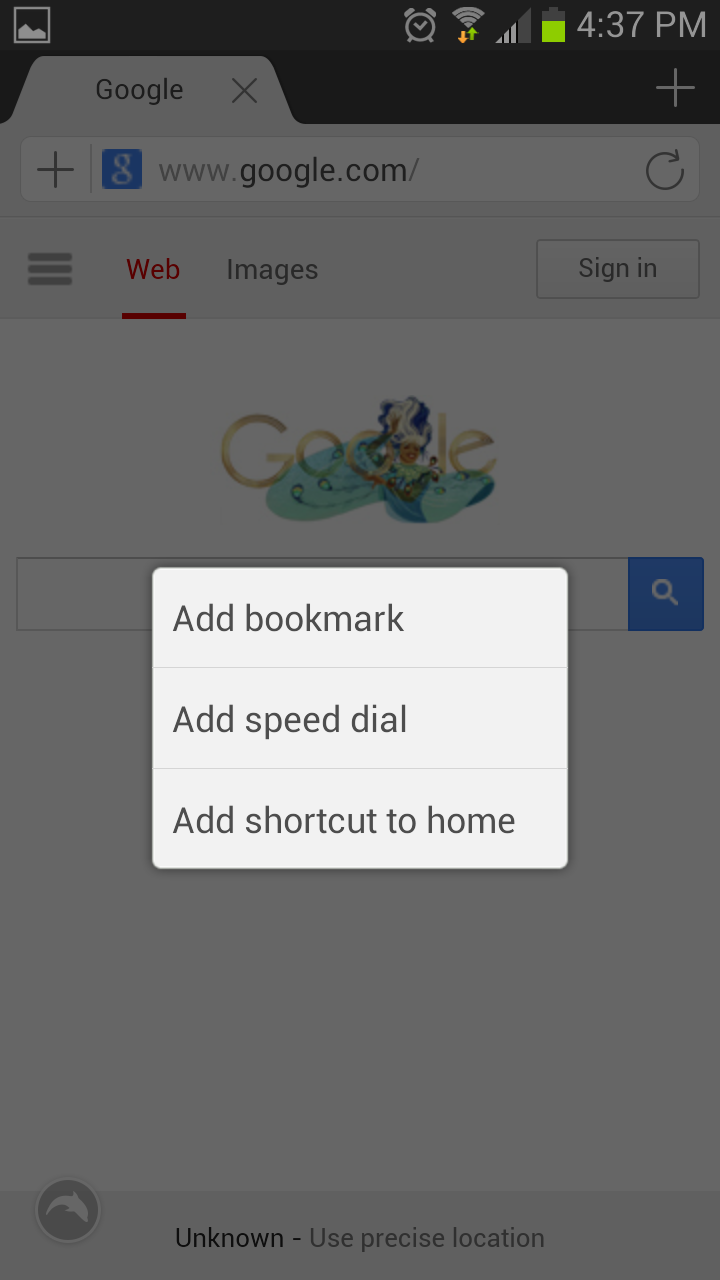 4:37 PM
Google
www.google.com/
Web Images Sign in
Google
Add bookmark
Add speed dial
Add shortcut to home
Unknown - Use precise location